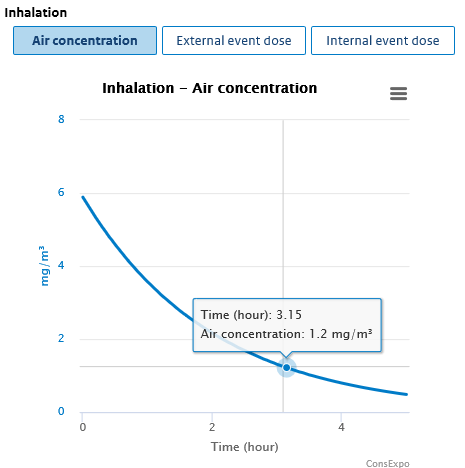 Inhalation
Air concentration
External event dose
Internal event dose
Inhalation – Air concentration
8
6
4
2
0
mg/m³
Time (hour): 3.15
Air concentration: 1.2 mg/m³
0
2
4
Time (hour)
ConsExpo